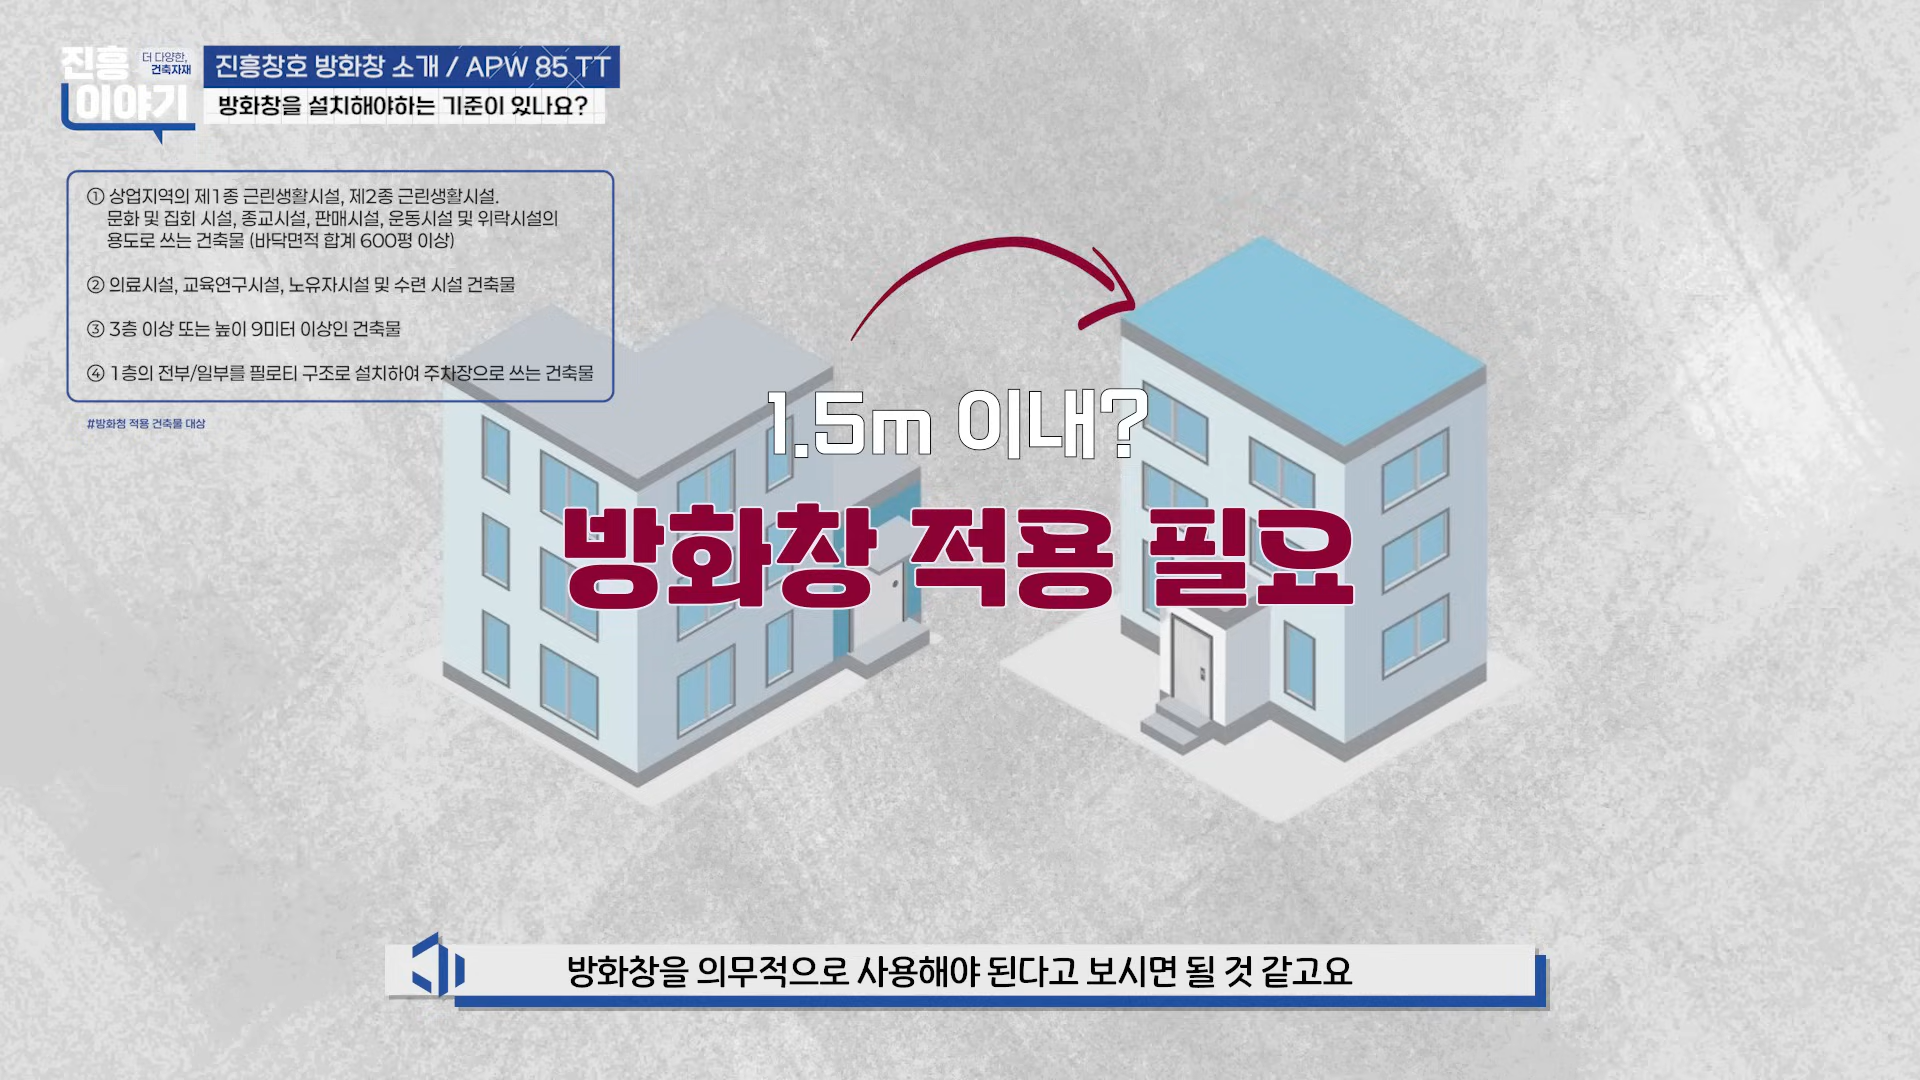 진흥
이야기
더 다양한,
건축자재
진흥창호 방화창 소개 / APW 85 TT
방화창을 설치해야하는 기준이 있나요?
① 상업지역의 제1종 근린생활시설, 제2종 근린생활시설.
문화 및 집회 시설, 종교시설, 판매시설, 운동시설 및 위락시설의
용도로 쓰는 건축물 (바닥면적 합계 600평 이상)
② 의료시설, 교육연구시설, 노유자시설 및 수련 시설 건축물
③ 3층 이상 또는 높이 9미터 이상인 건축물
④ 1층의 전부/일부를 필로티 구조로 설치하여 주차장으로 쓰는 건축물
#방화청 적용 건축물 대상
1.5m 이내?
방화창 적용 필요
방화창을 의무적으로 사용해야 된다고 보시면 될 것 같고요